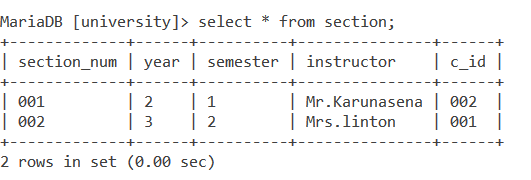 MariaDB [university]> select * from section;
+-------------+------+----------+---------------+------+
| section_num | year | semester | instructor    | c_id |
+-------------+------+----------+---------------+------+
| 001         | 2    | 1        | Mr.Karunasena | 002  |
| 002         | 3    | 2        | Mrs.linton    | 001  |
+-------------+------+----------+---------------+------+
2 rows in set (0.00 sec)